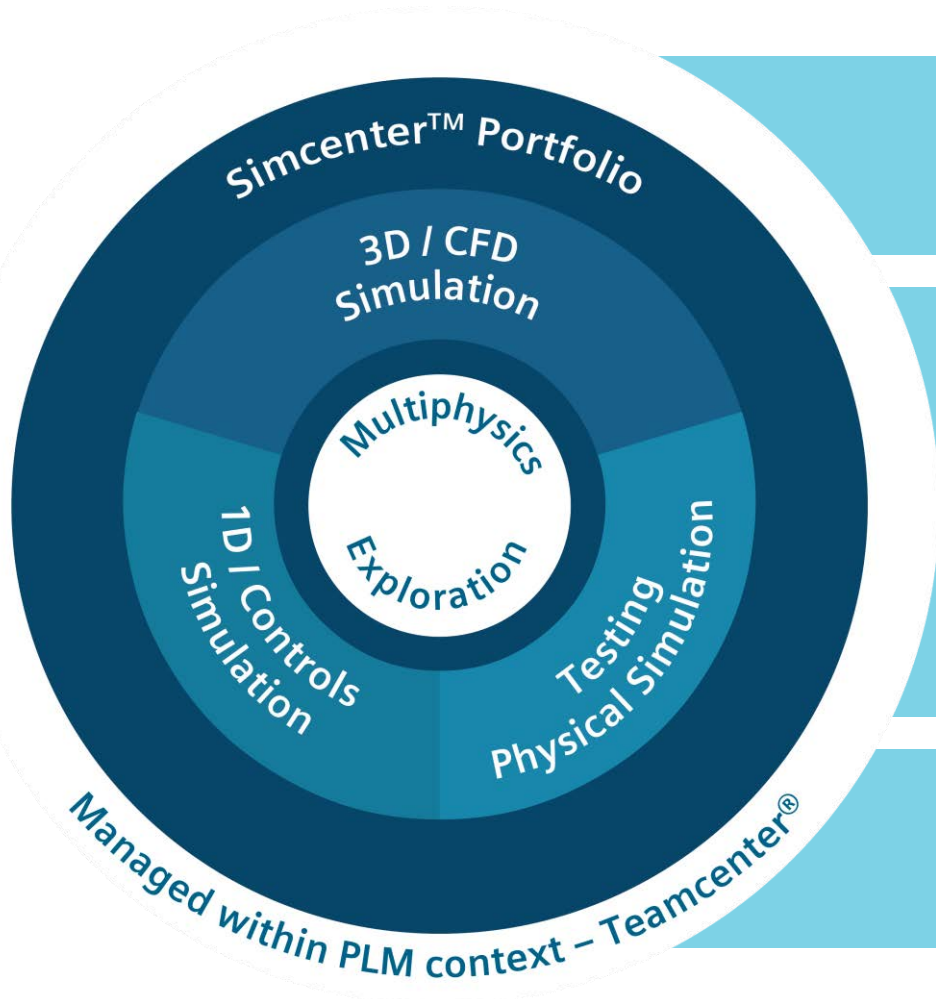 Simcenter™ Portfolio
3D / CFD
Simulation
Multiphysics
Exploration
1D / Controls
Simulation
Testing
Physical Simulation
Managed within PLM context – Teamcenter®